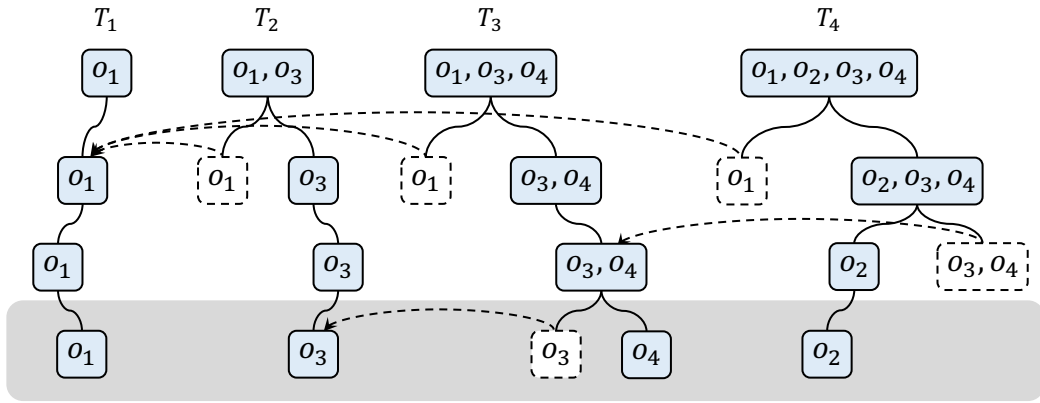 T₁ T₂ T₃ T₄
o₁ o₁, o₃ o₁, o₃, o₄ o₁, o₂, o₃, o₄
o₁ o₁ o₃ o₁ o₃, o₄ o₁ o₂, o₃, o₄
o₁ o₃ o₃, o₄ o₂ o₃, o₄
o₁ o₃ o₃ o₄ o₂